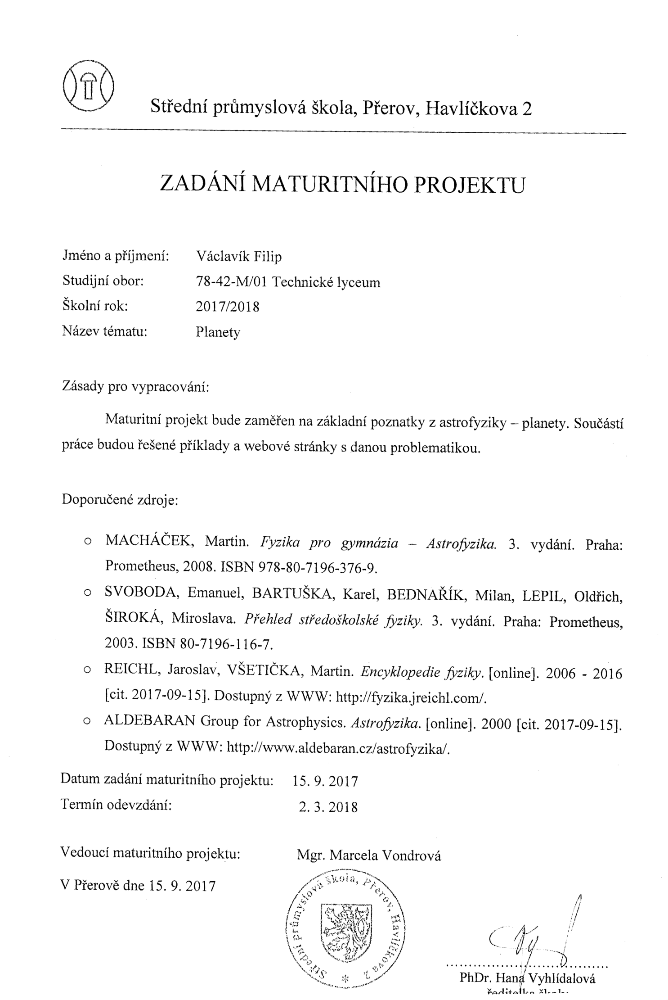 Střední průmyslová škola, Přerov, Havlíčkova 2
ZADÁNÍ MATURITNÍHO PROJEKTU
Jméno a příjmení: Václavík Filip
Studijní obor: 78-42-M/01 Technické lyceum
Školní rok: 2017/2018
Název tématu: Planety
Zásady pro vypracování:
Maturitní projekt bude zaměřen na základní poznatky z astrofyziky – planety. Součástí
práce budou řešené příklady a webové stránky s danou problematikou.
Doporučené zdroje:
o MACHÁČEK, Martin. Fyzika pro gymnázia – Astrofyzika. 3. vydání. Praha:
Prometheus, 2008. ISBN 978-80-7196-376-9.
o SVOBODA, Emanuel, BARTUŠKA, Karel, BEDNAŘÍK, Milan, LEPIL, Oldřich,
ŠIROKÁ, Miroslava. Přehled středoškolské fyziky. 3. vydání. Praha: Prometheus,
2003. ISBN 80-7196-116-7.
o REICHL, Jaroslav, VŠETIČKA, Martin. Encyklopedie fyziky. [online]. 2006 - 2016
[cit. 2017-09-15]. Dostupný z WWW: http://fyzika.jreichl.com/.
o ALDEBARAN Group for Astrophysics. Astrofyzika. [online]. 2000 [cit. 2017-09-15].
Dostupný z WWW: http://www.aldebaran.cz/astrofyzika/.
Datum zadání maturitního projektu: 15. 9. 2017
Termín odevzdání: 2. 3. 2018
Vedoucí maturitního projektu: Mgr. Marcela Vondrová
V Přerově dne 15. 9. 2017
Střední průmyslová škola, Přerov, Havlíčkova 2 *
PhDr. Hana Vyhlídalová
ředitelka školy